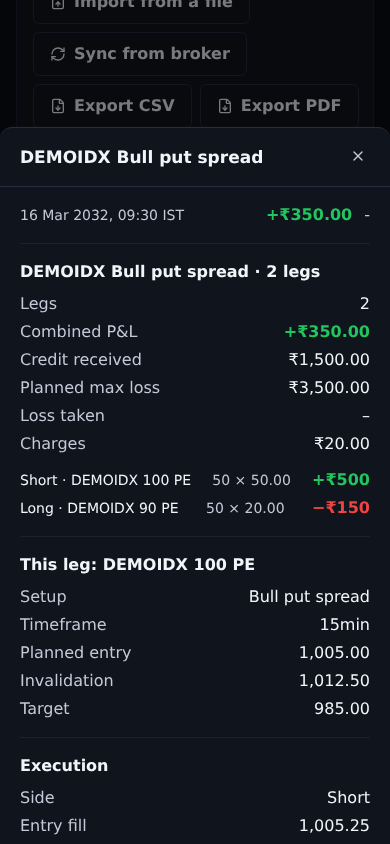 Import from a file
Sync from broker
Export CSV
Export PDF
DEMOIDX Bull put spread ×
16 Mar 2032, 09:30 IST +₹350.00 -
DEMOIDX Bull put spread · 2 legs
Legs 2
Combined P&L +₹350.00
Credit received ₹1,500.00
Planned max loss ₹3,500.00
Loss taken –
Charges ₹20.00
Short · DEMOIDX 100 PE 50 × 50.00 +₹500
Long · DEMOIDX 90 PE 50 × 20.00 −₹150
This leg: DEMOIDX 100 PE
Setup Bull put spread
Timeframe 15min
Planned entry 1,005.00
Invalidation 1,012.50
Target 985.00
Execution
Side Short
Entry fill 1,005.25